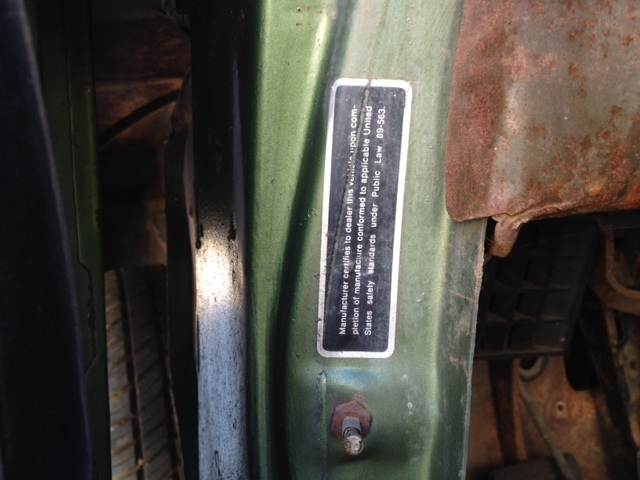 Manufacturer certifies to dealer this vehicle upon com-
pletion of manufacture conformed to applicable United
States safety standards under Public Law 89-563.